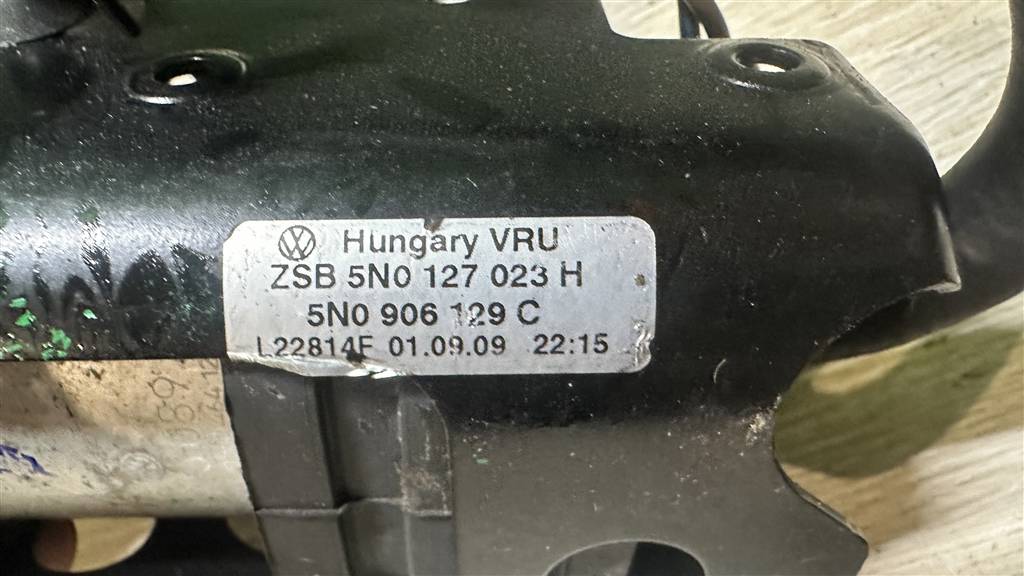 Hungary VRU
ZSB 5N0 127 023 H
5N0 906 129 C
L22814F 01.09.09 22:15